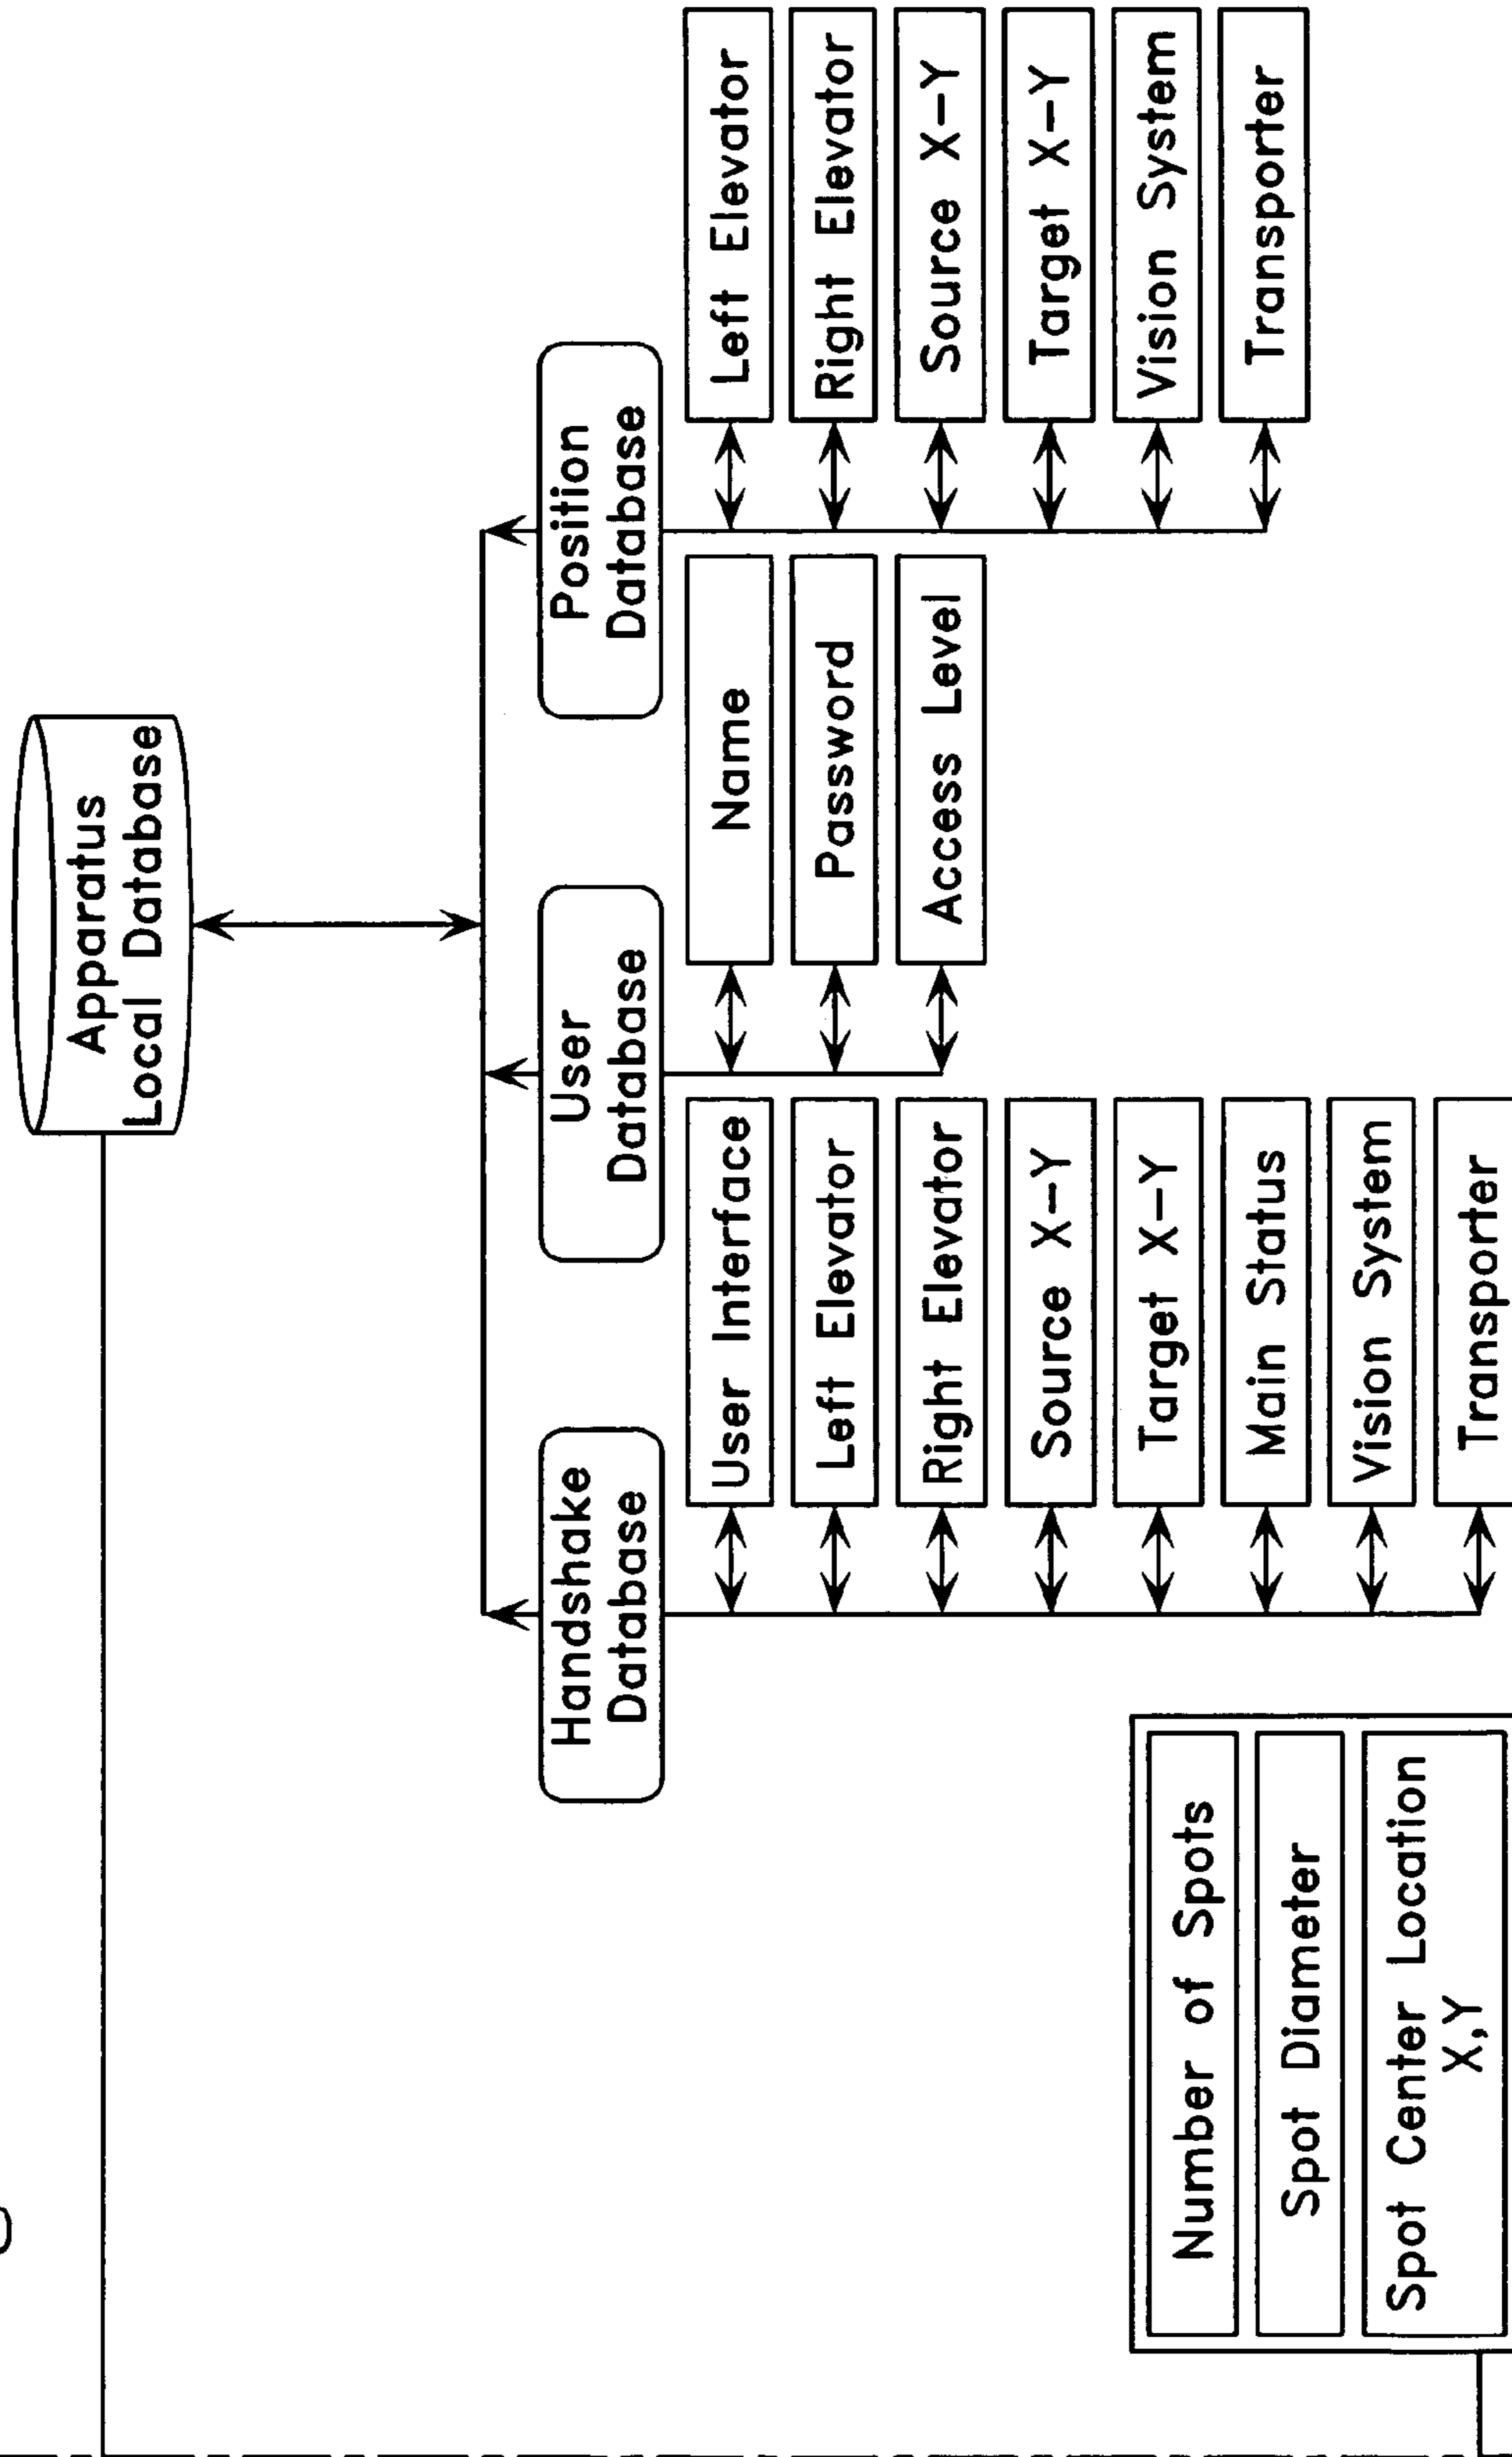 Apparatus
Local Database
Handshake
Database
User Interface
Left Elevator
Right Elevator
Source X-Y
Target X-Y
Main Status
Vision System
Transporter
User
Database
Name
Password
Access Level
Position
Database
Left Elevator
Right Elevator
Source X-Y
Target X-Y
Vision System
Transporter
Number of Spots
Spot Diameter
Spot Center Location
X,Y